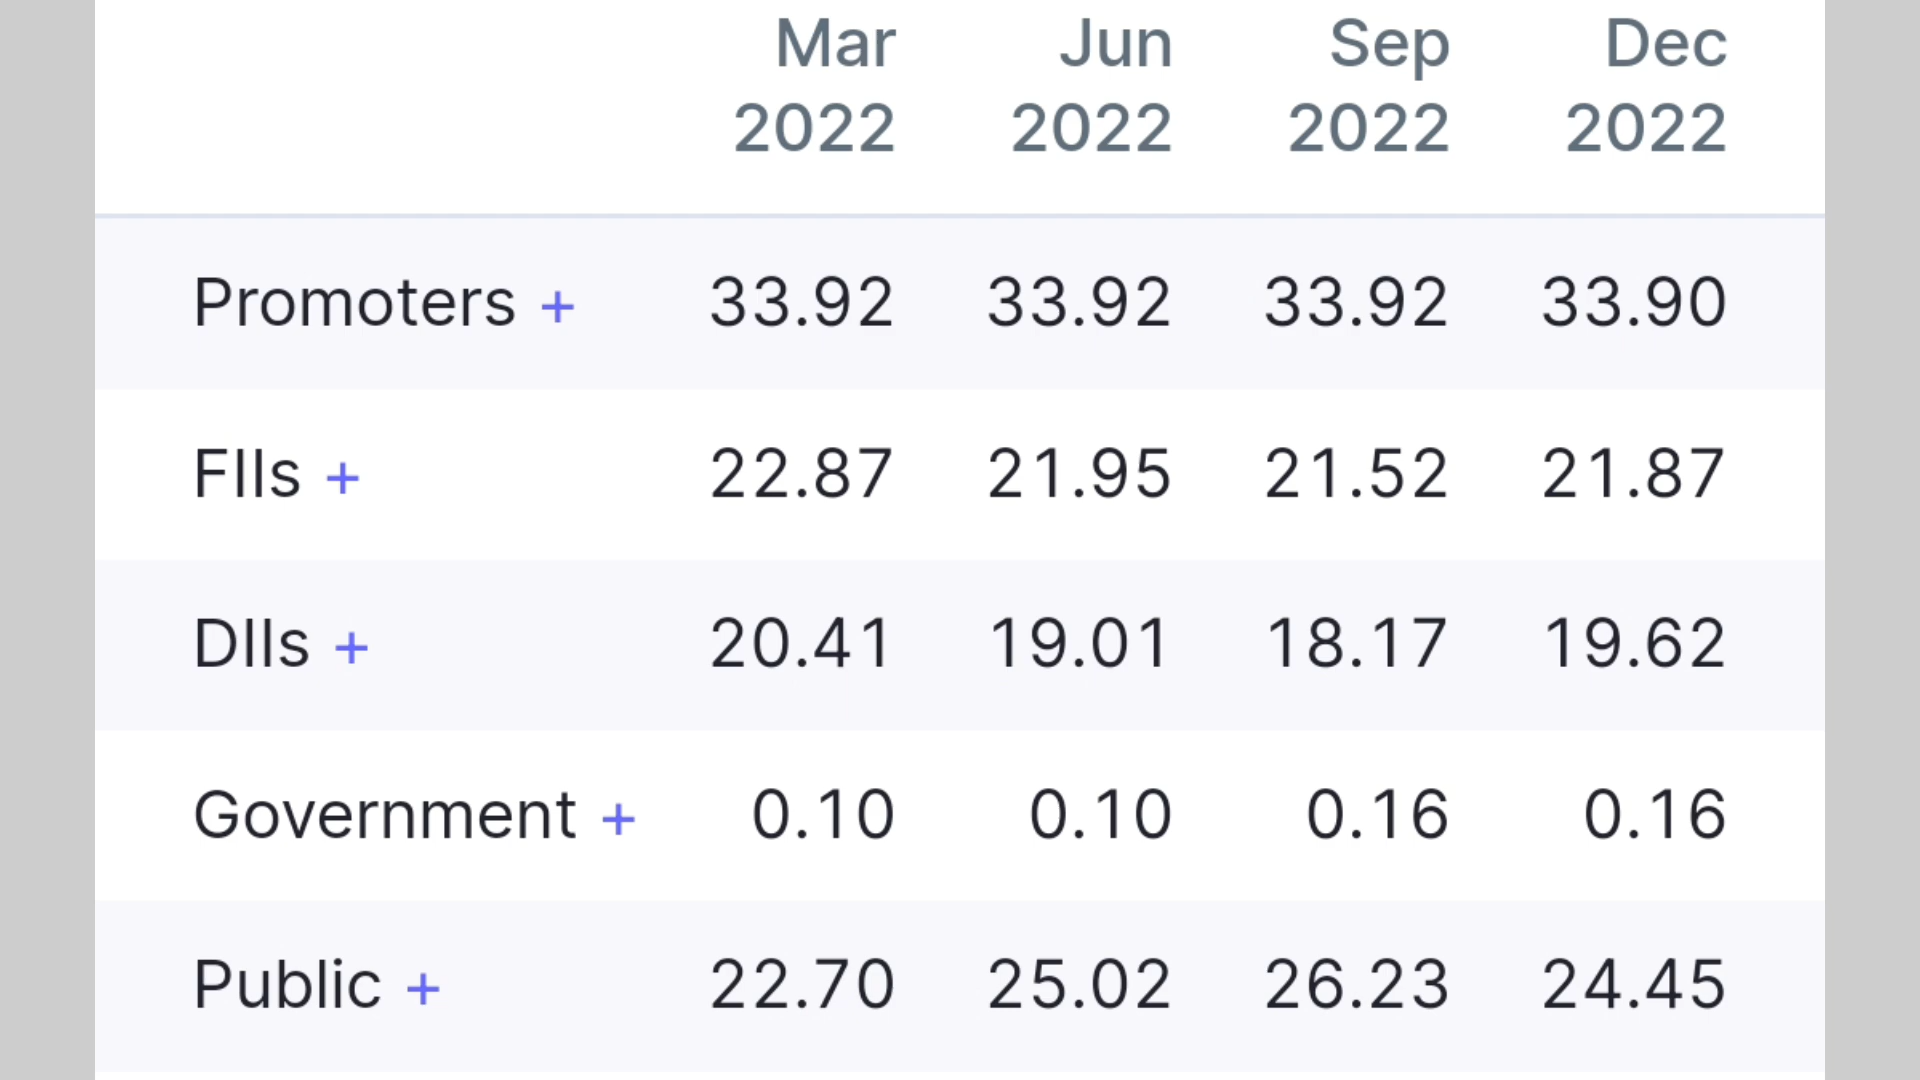 Mar Jun Sep Dec
2022 2022 2022 2022
Promoters + 33.92 33.92 33.92 33.90
FIIs + 22.87 21.95 21.52 21.87
DIIs + 20.41 19.01 18.17 19.62
Government + 0.10 0.10 0.16 0.16
Public + 22.70 25.02 26.23 24.45